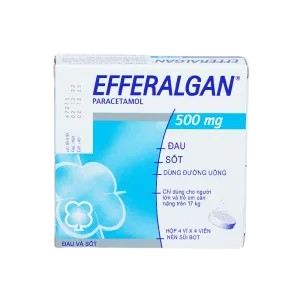 EFFERALGAN®
PARACETAMOL
500 mg
ĐAU
SỐT
DÙNG ĐƯỜNG UỐNG
Chỉ dùng cho người
lớn và trẻ em cân
nặng trên 17 kg
HỘP 4 VỈ X 4 VIÊN
NÉN SỦI BỌT
ĐAU VÀ SỐT